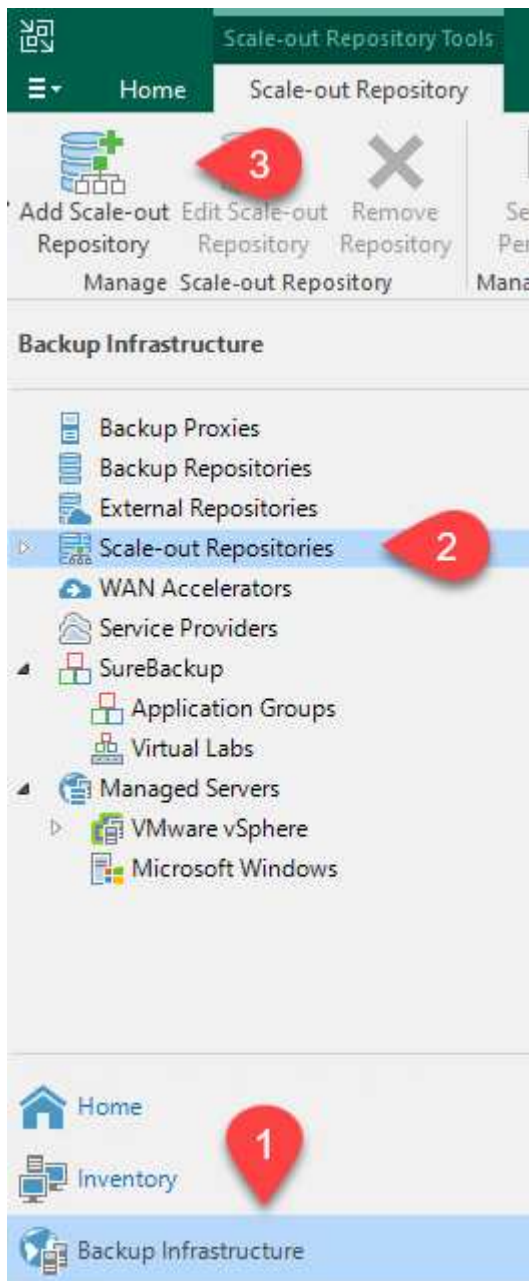 Scale-out Repository Tools
Home
Scale-out Repository
3
Add Scale-out
Repository
Edit Scale-out
Repository
Remove
Repository
Manage Scale-out Repository
Backup Infrastructure
Backup Proxies
Backup Repositories
External Repositories
Scale-out Repositories
2
WAN Accelerators
Service Providers
SureBackup
Application Groups
Virtual Labs
Managed Servers
VMware vSphere
Microsoft Windows
Home
1
Inventory
Backup Infrastructure